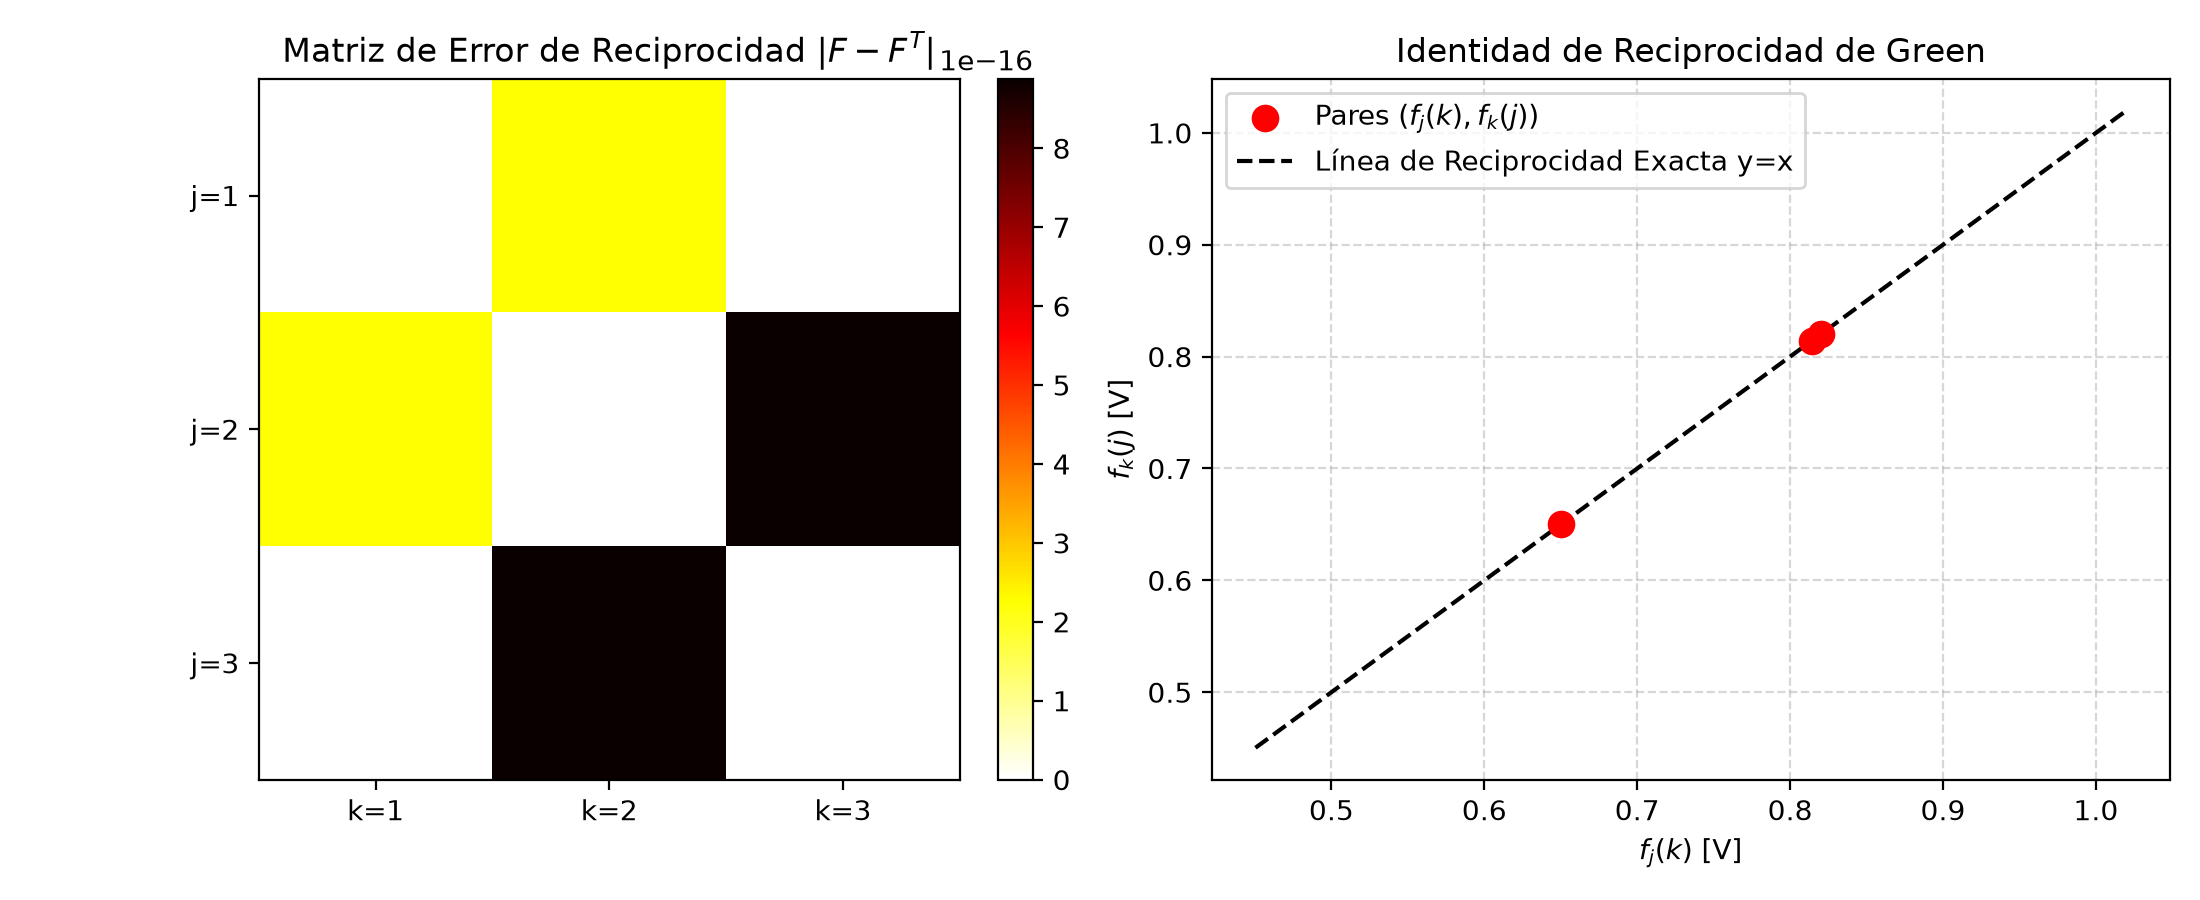 Matriz de Error de Reciprocidad |F − F^T|
1e−16
j=1
j=2
j=3
k=1 k=2 k=3
8
7
6
5
4
3
2
1
0
Identidad de Reciprocidad de Green
Pares (f_j(k), f_k(j))
Línea de Reciprocidad Exacta y=x
f_k(j) [V]
1.0
0.9
0.8
0.7
0.6
0.5
0.5 0.6 0.7 0.8 0.9 1.0
f_j(k) [V]